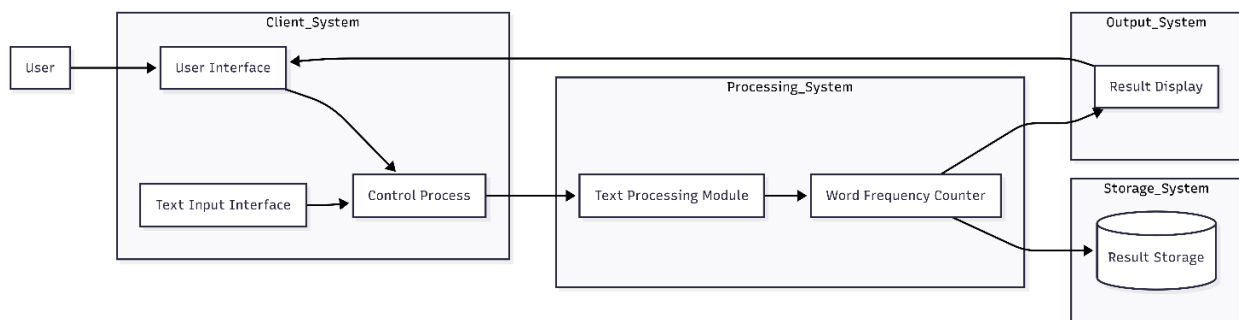 Client_System
Output_System
User
User Interface
Result Display
Processing_System
Text Input Interface
Control Process
Text Processing Module
Word Frequency Counter
Storage_System
Result Storage